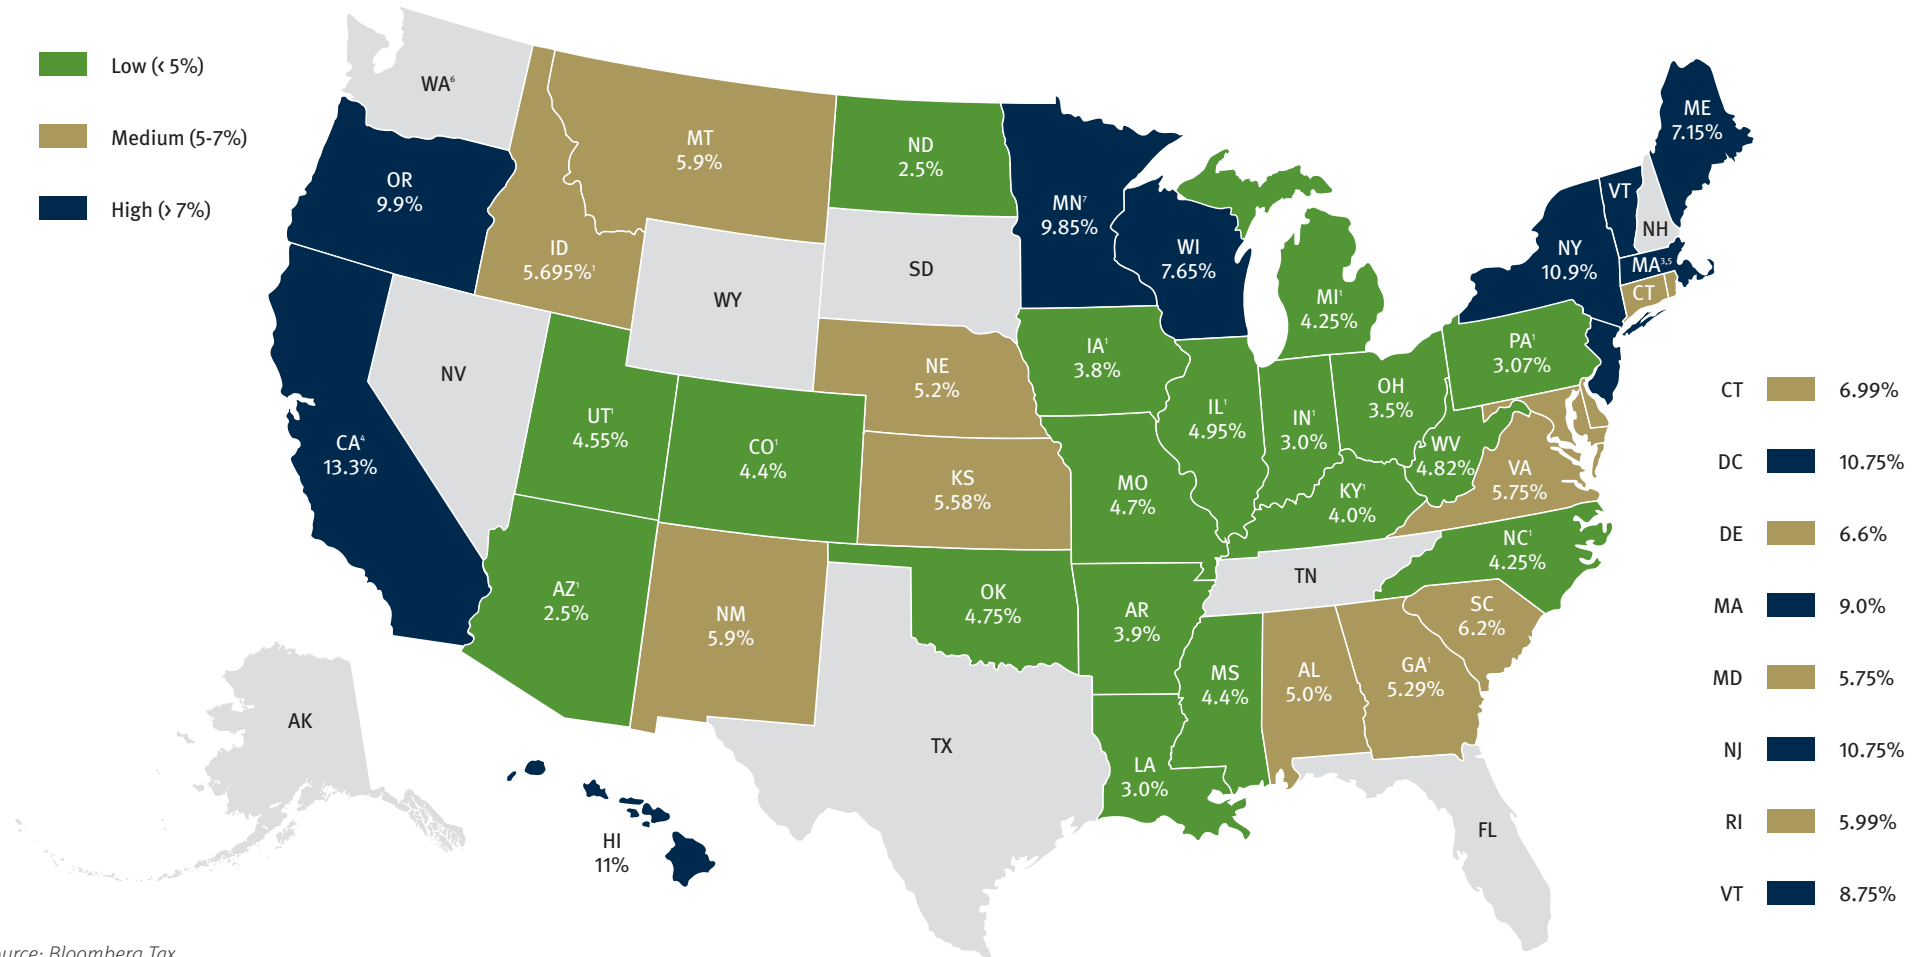 Low (< 5%)
Medium (5-7%)
High (> 7%)
WA⁶
OR
9.9%
CA⁴
13.3%
NV
ID
5.695%¹
MT
5.9%
WY
UT¹
4.55%
CO¹
4.4%
AZ¹
2.5%
NM
5.9%
ND
2.5%
SD
NE
5.2%
KS
5.58%
OK
4.75%
TX
MN⁷
9.85%
IA¹
3.8%
MO
4.7%
AR
3.9%
LA
3.0%
WI
7.65%
IL¹
4.95%
MI¹
4.25%
IN¹
3.0%
OH
3.5%
KY¹
4.0%
TN
MS
4.4%
AL
5.0%
GA¹
5.29%
FL
SC
6.2%
NC¹
4.25%
VA
5.75%
WV
4.82%
PA¹
3.07%
NY
10.9%
VT
NH
ME
7.15%
MA³,⁵
CT
AK
HI
11%
CT 6.99%
DC 10.75%
DE 6.6%
MA 9.0%
MD 5.75%
NJ 10.75%
RI 5.99%
VT 8.75%
ource: Bloomberg Tax